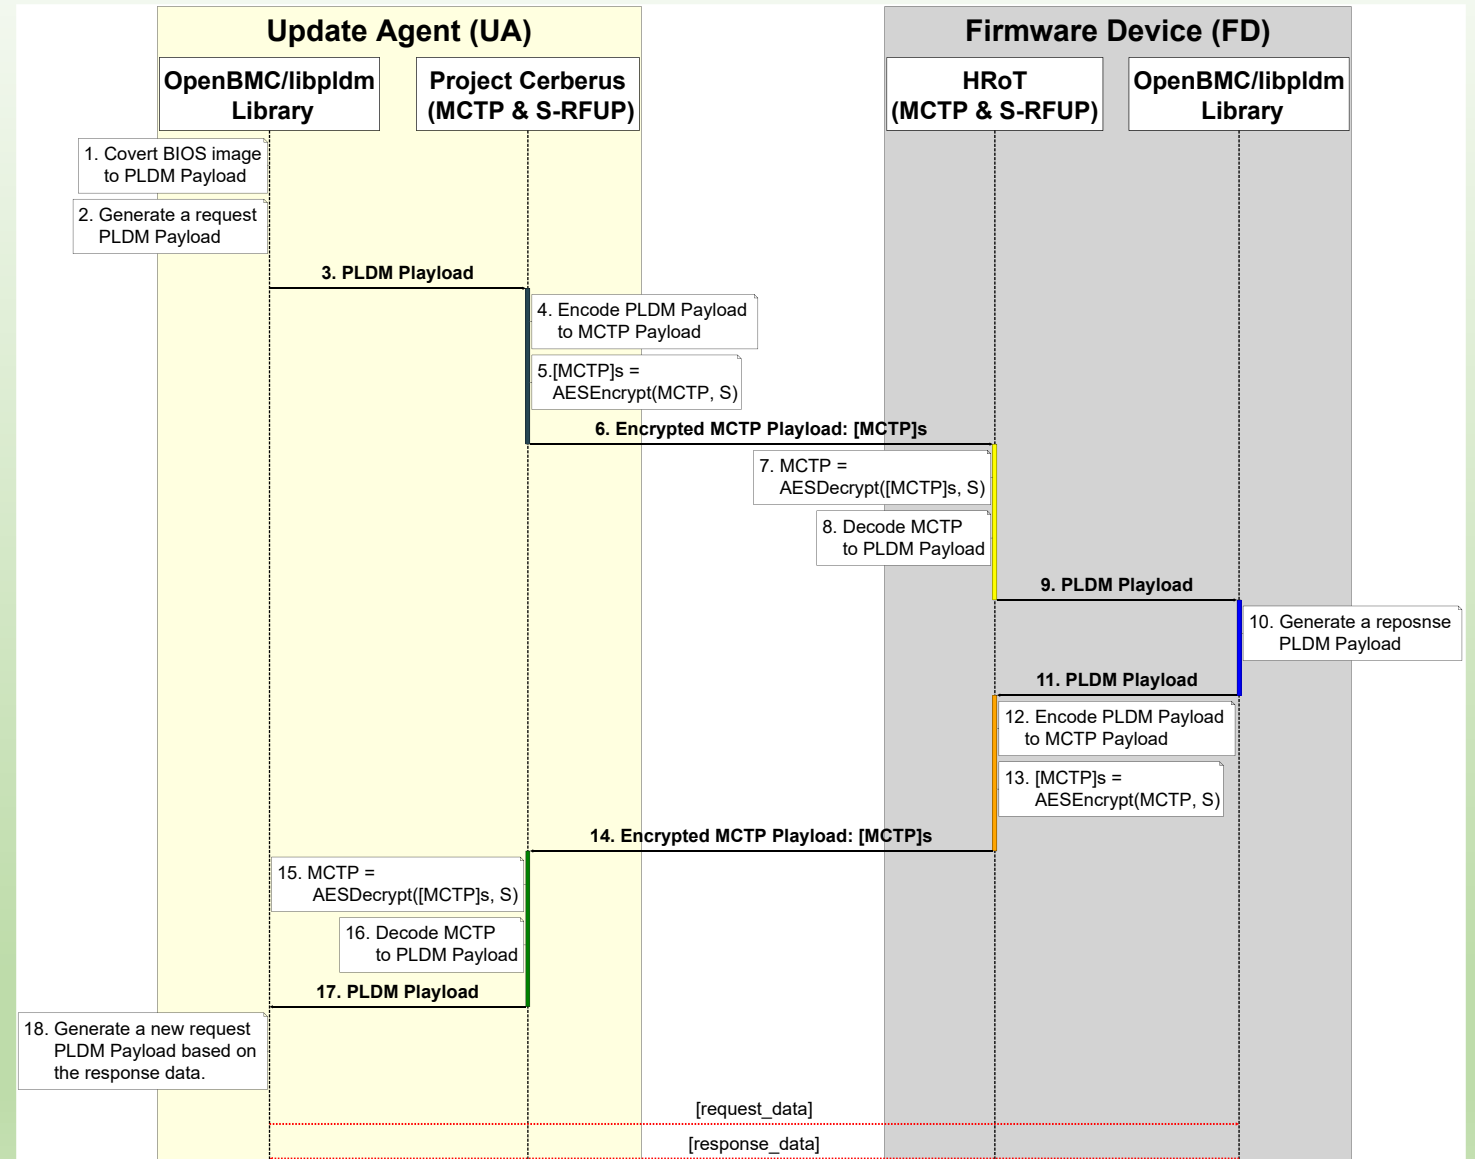 Update Agent (UA)
Firmware Device (FD)
OpenBMC/libpldm
Library
Project Cerberus
(MCTP & S-RFUP)
HRoT
(MCTP & S-RFUP)
OpenBMC/libpldm
Library
1. Covert BIOS image
to PLDM Payload
2. Generate a request
PLDM Payload
3. PLDM Playload
4. Encode PLDM Payload
to MCTP Payload
5.[MCTP]s =
AESEncrypt(MCTP, S)
6. Encrypted MCTP Playload: [MCTP]s
7. MCTP =
AESDecrypt([MCTP]s, S)
8. Decode MCTP
to PLDM Payload
9. PLDM Playload
10. Generate a reposnse
PLDM Payload
11. PLDM Playload
12. Encode PLDM Payload
to MCTP Payload
13. [MCTP]s =
AESEncrypt(MCTP, S)
14. Encrypted MCTP Playload: [MCTP]s
15. MCTP =
AESDecrypt([MCTP]s, S)
16. Decode MCTP
to PLDM Payload
17. PLDM Playload
18. Generate a new request
PLDM Payload based on
the response data.
[request_data]
[response_data]